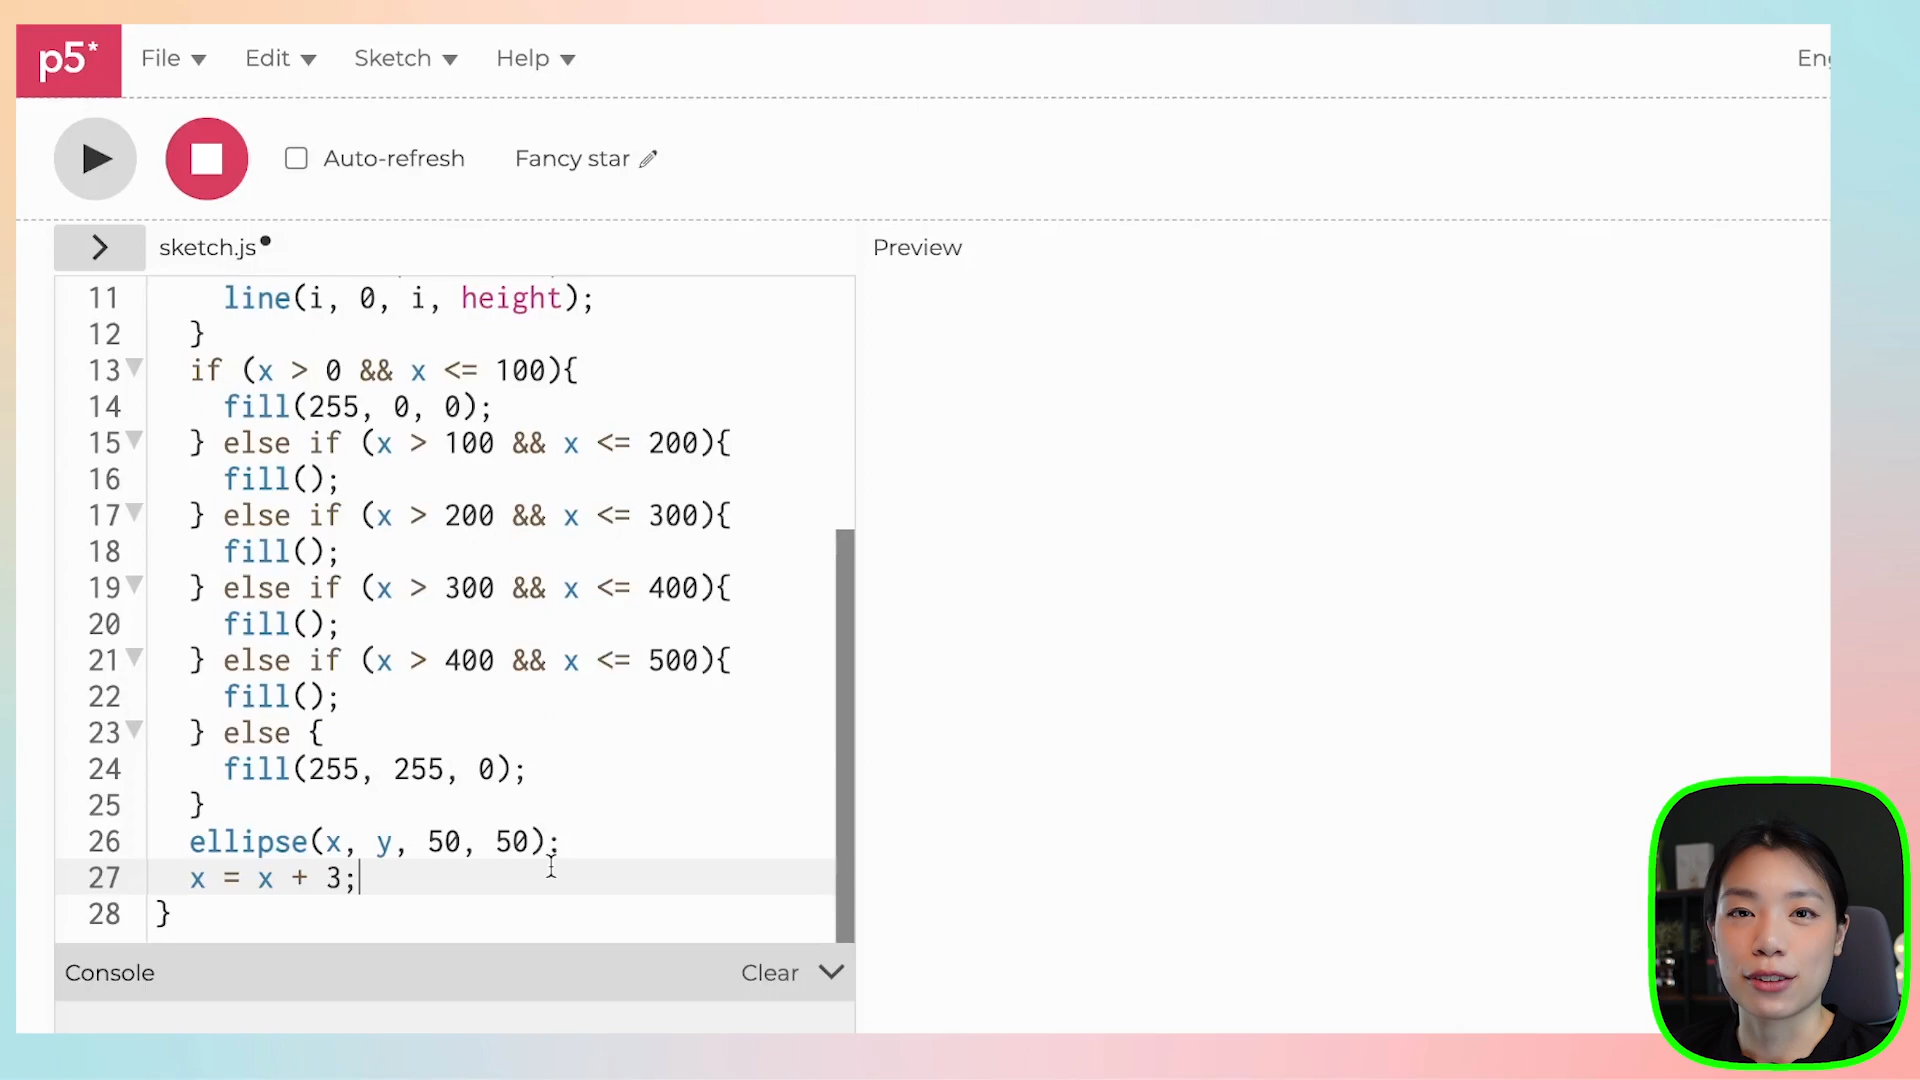 p5*
File Edit Sketch Help
Auto-refresh Fancy star
sketch.js
Preview
11 line(i, 0, i, height);
12 }
13 if (x > 0 && x <= 100){
14 fill(255, 0, 0);
15 } else if (x > 100 && x <= 200){
16 fill();
17 } else if (x > 200 && x <= 300){
18 fill();
19 } else if (x > 300 && x <= 400){
20 fill();
21 } else if (x > 400 && x <= 500){
22 fill();
23 } else {
24 fill(255, 255, 0);
25 }
26 ellipse(x, y, 50, 50);
27 x = x + 3;
28 }
Console Clear